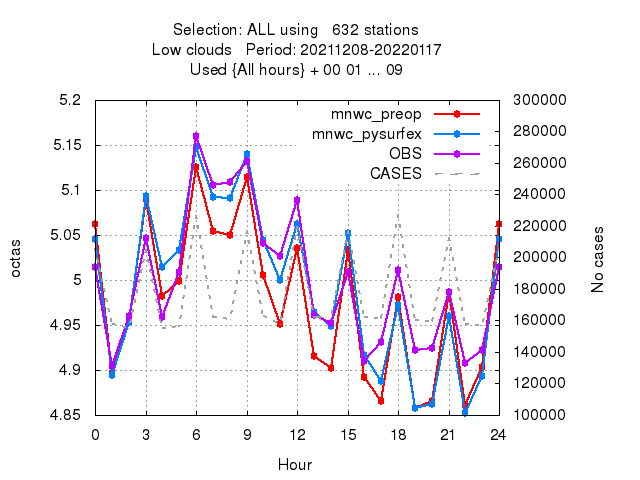 Selection: ALL using   632 stations
Low clouds   Period: 20211208-20220117
Used {All hours} + 00 01 ... 09
mnwc_preop
mnwc_pysurfex
OBS
CASES
octas
5.2
5.15
5.1
5.05
5
4.95
4.9
4.85
300000
280000
260000
240000
220000
200000
180000
160000
140000
120000
100000
No cases
0 3 6 9 12 15 18 21 24
Hour